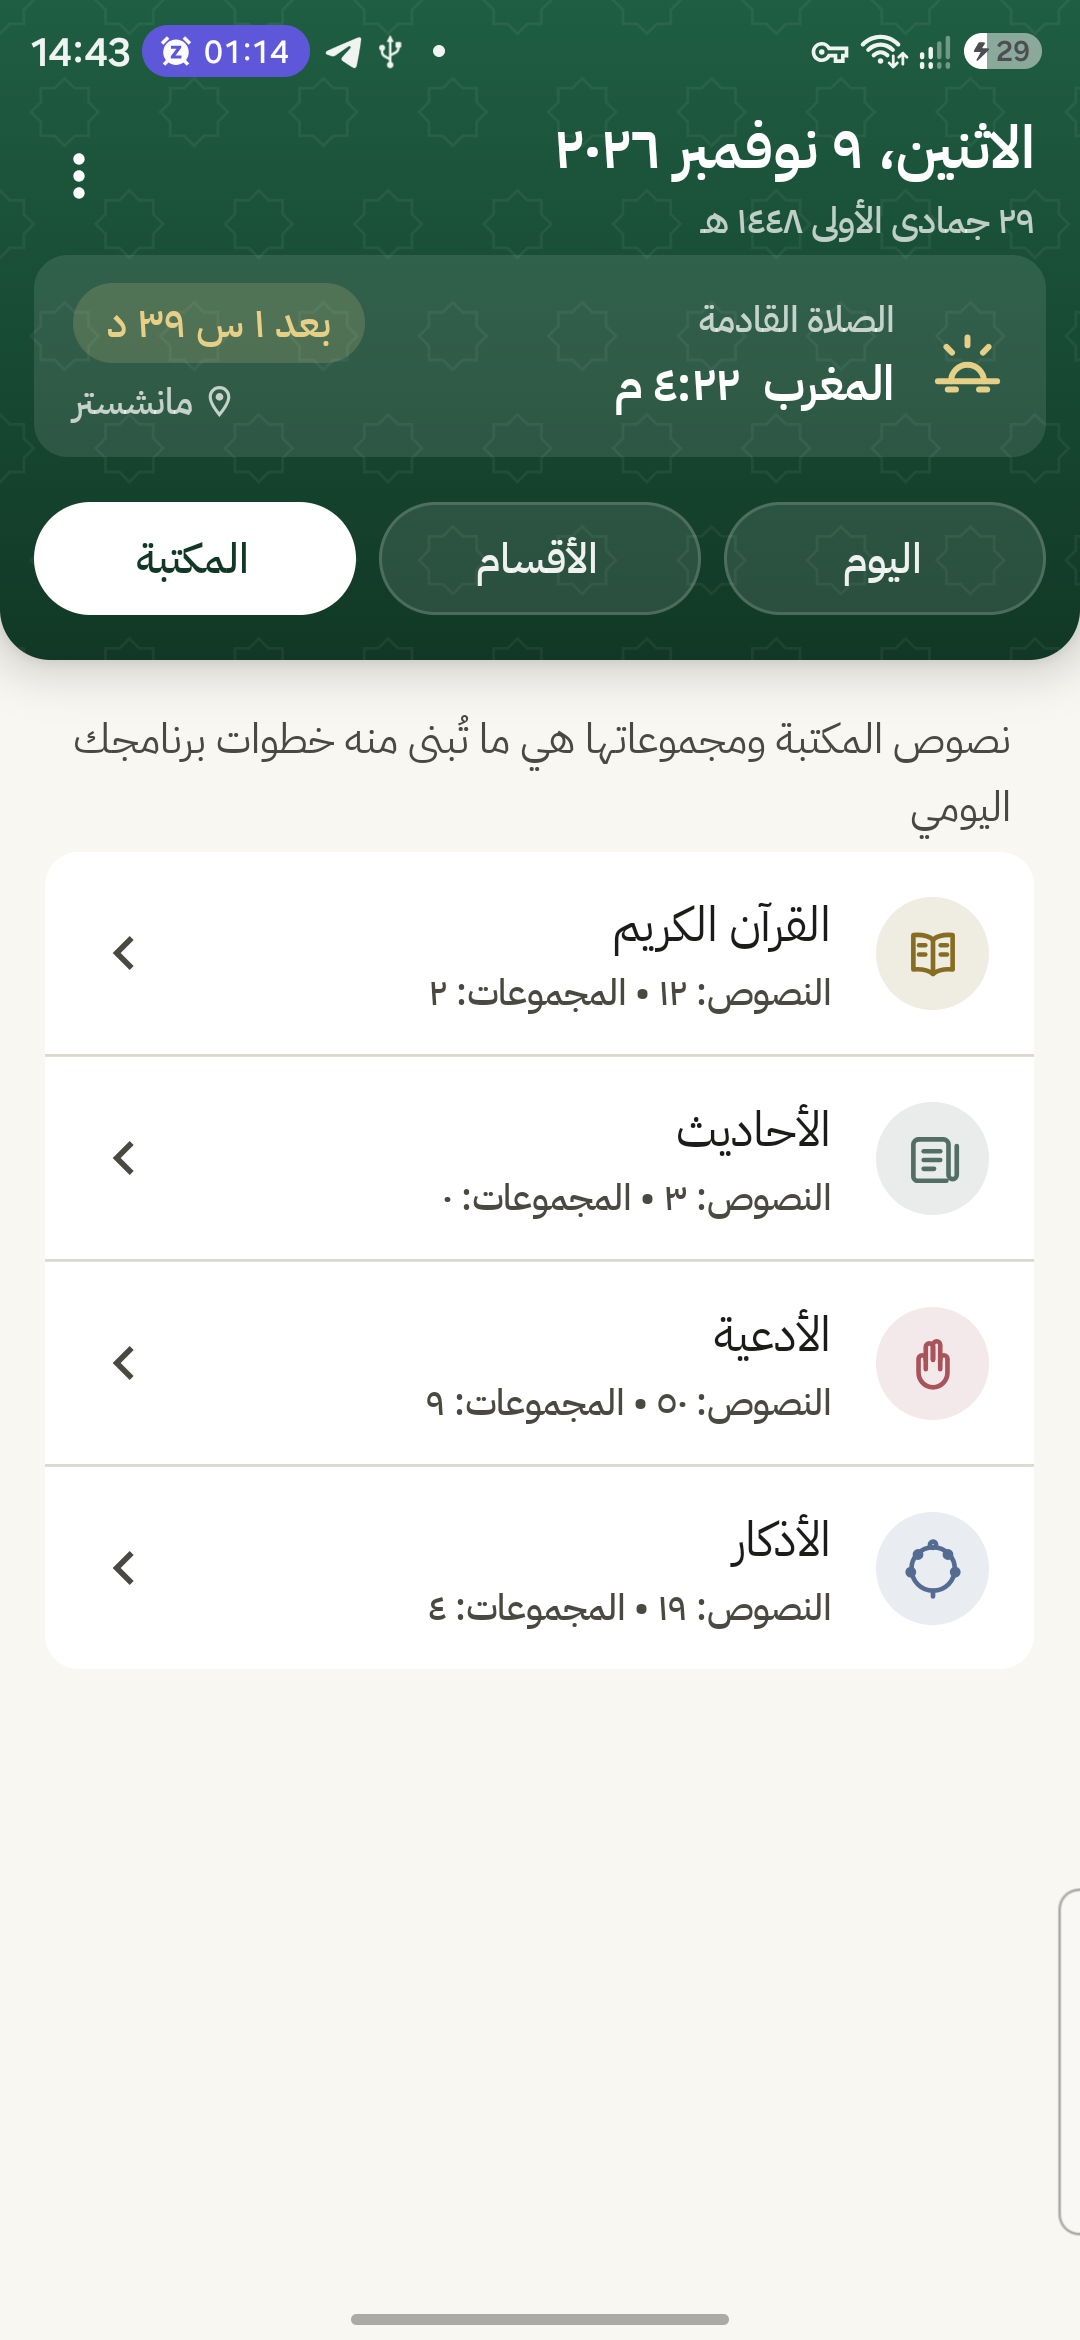 14:43 01:14 29
الاثنين، ٩ نوفمبر ٢٠٢٦
٢٩ جمادى الأولى ١٤٤٨ هـ
الصلاة القادمة
المغرب ٤:٢٢ م
بعد ١ س ٣٩ د
مانشستر
اليوم
الأقسام
المكتبة
نصوص المكتبة ومجموعاتها هي ما تُبنى منه خطوات برنامجك
اليومي
القرآن الكريم
النصوص: ١٢ • المجموعات: ٢
الأحاديث
النصوص: ٣ • المجموعات: ٠
الأدعية
النصوص: ٥٠ • المجموعات: ٩
الأذكار
النصوص: ١٩ • المجموعات: ٤